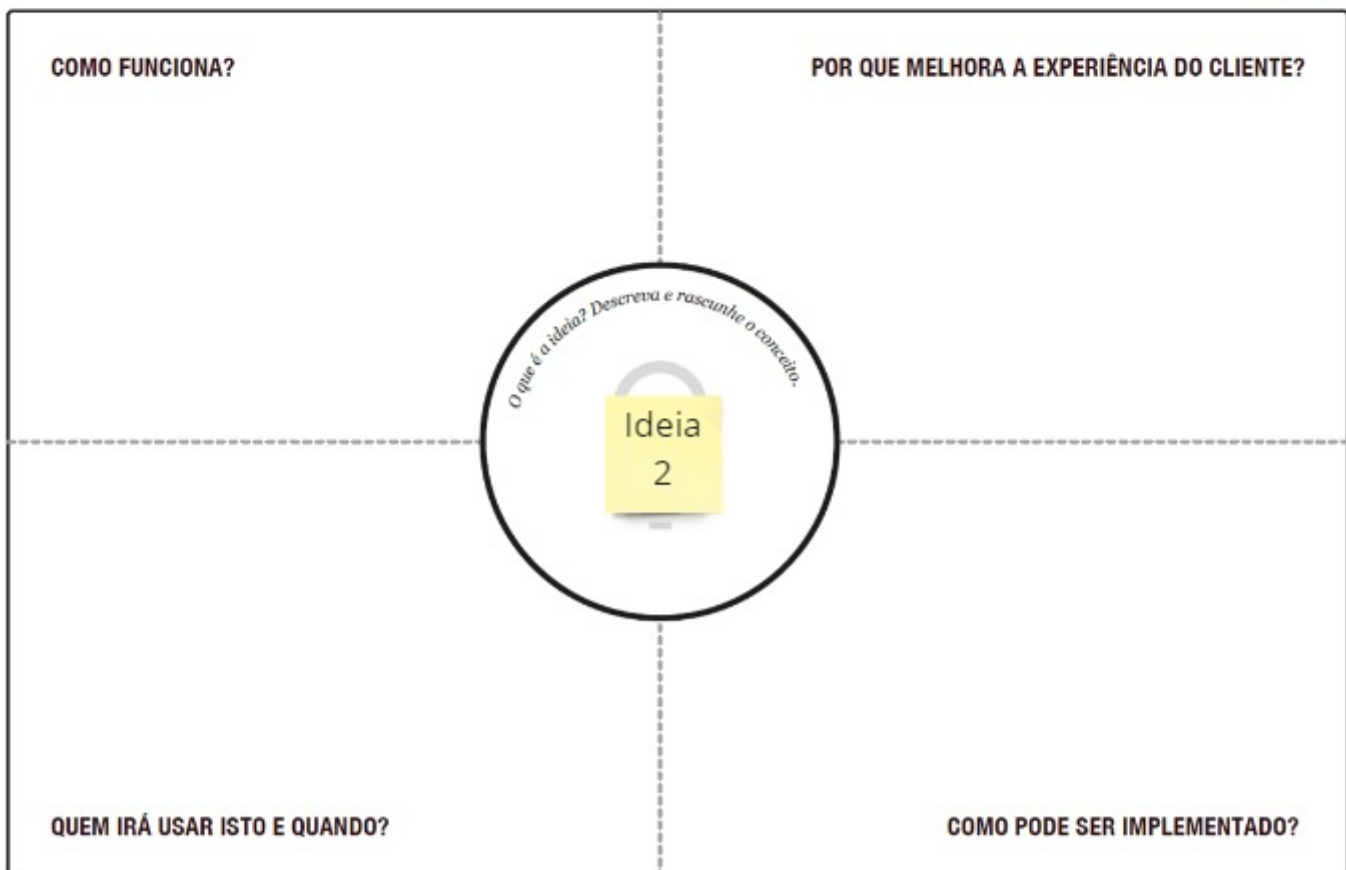 COMO FUNCIONA?
POR QUE MELHORA A EXPERIÊNCIA DO CLIENTE?
O que é a ideia? Descreva e rascunhe o conceito.
Ideia
2
QUEM IRÁ USAR ISTO E QUANDO?
COMO PODE SER IMPLEMENTADO?